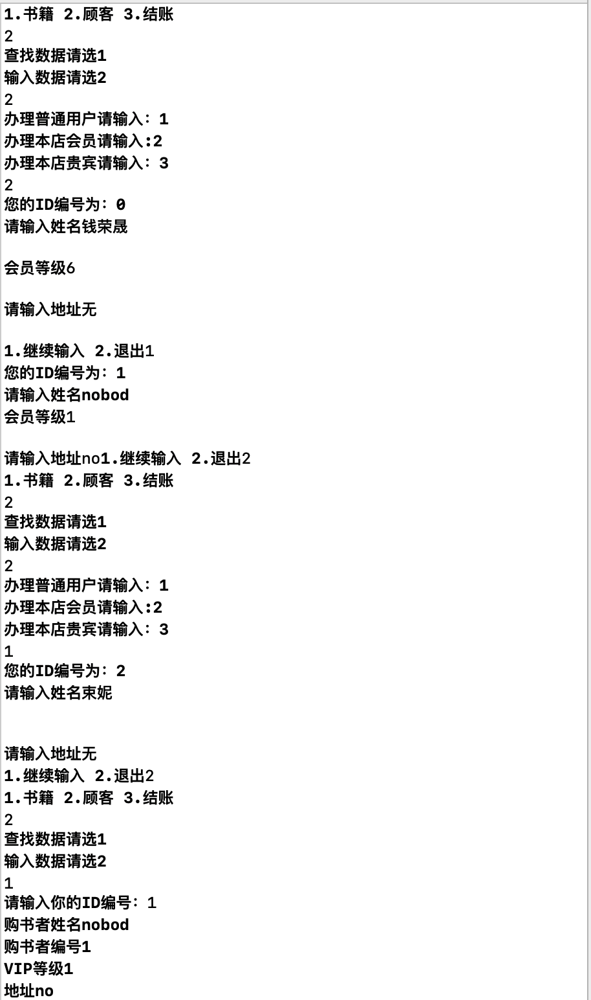 1.书籍 2.顾客 3.结账
2
查找数据请选1
输入数据请选2
2
办理普通用户请输入：1
办理本店会员请输入:2
办理本店贵宾请输入：3
2
您的ID编号为：0
请输入姓名钱荣晟
会员等级6
请输入地址无
1.继续输入 2.退出1
您的ID编号为：1
请输入姓名nobod
会员等级1
请输入地址no1.继续输入 2.退出2
1.书籍 2.顾客 3.结账
2
查找数据请选1
输入数据请选2
2
办理普通用户请输入：1
办理本店会员请输入:2
办理本店贵宾请输入：3
1
您的ID编号为：2
请输入姓名束妮
请输入地址无
1.继续输入 2.退出2
1.书籍 2.顾客 3.结账
2
查找数据请选1
输入数据请选2
1
请输入你的ID编号：1
购书者姓名nobod
购书者编号1
VIP等级1
地址no